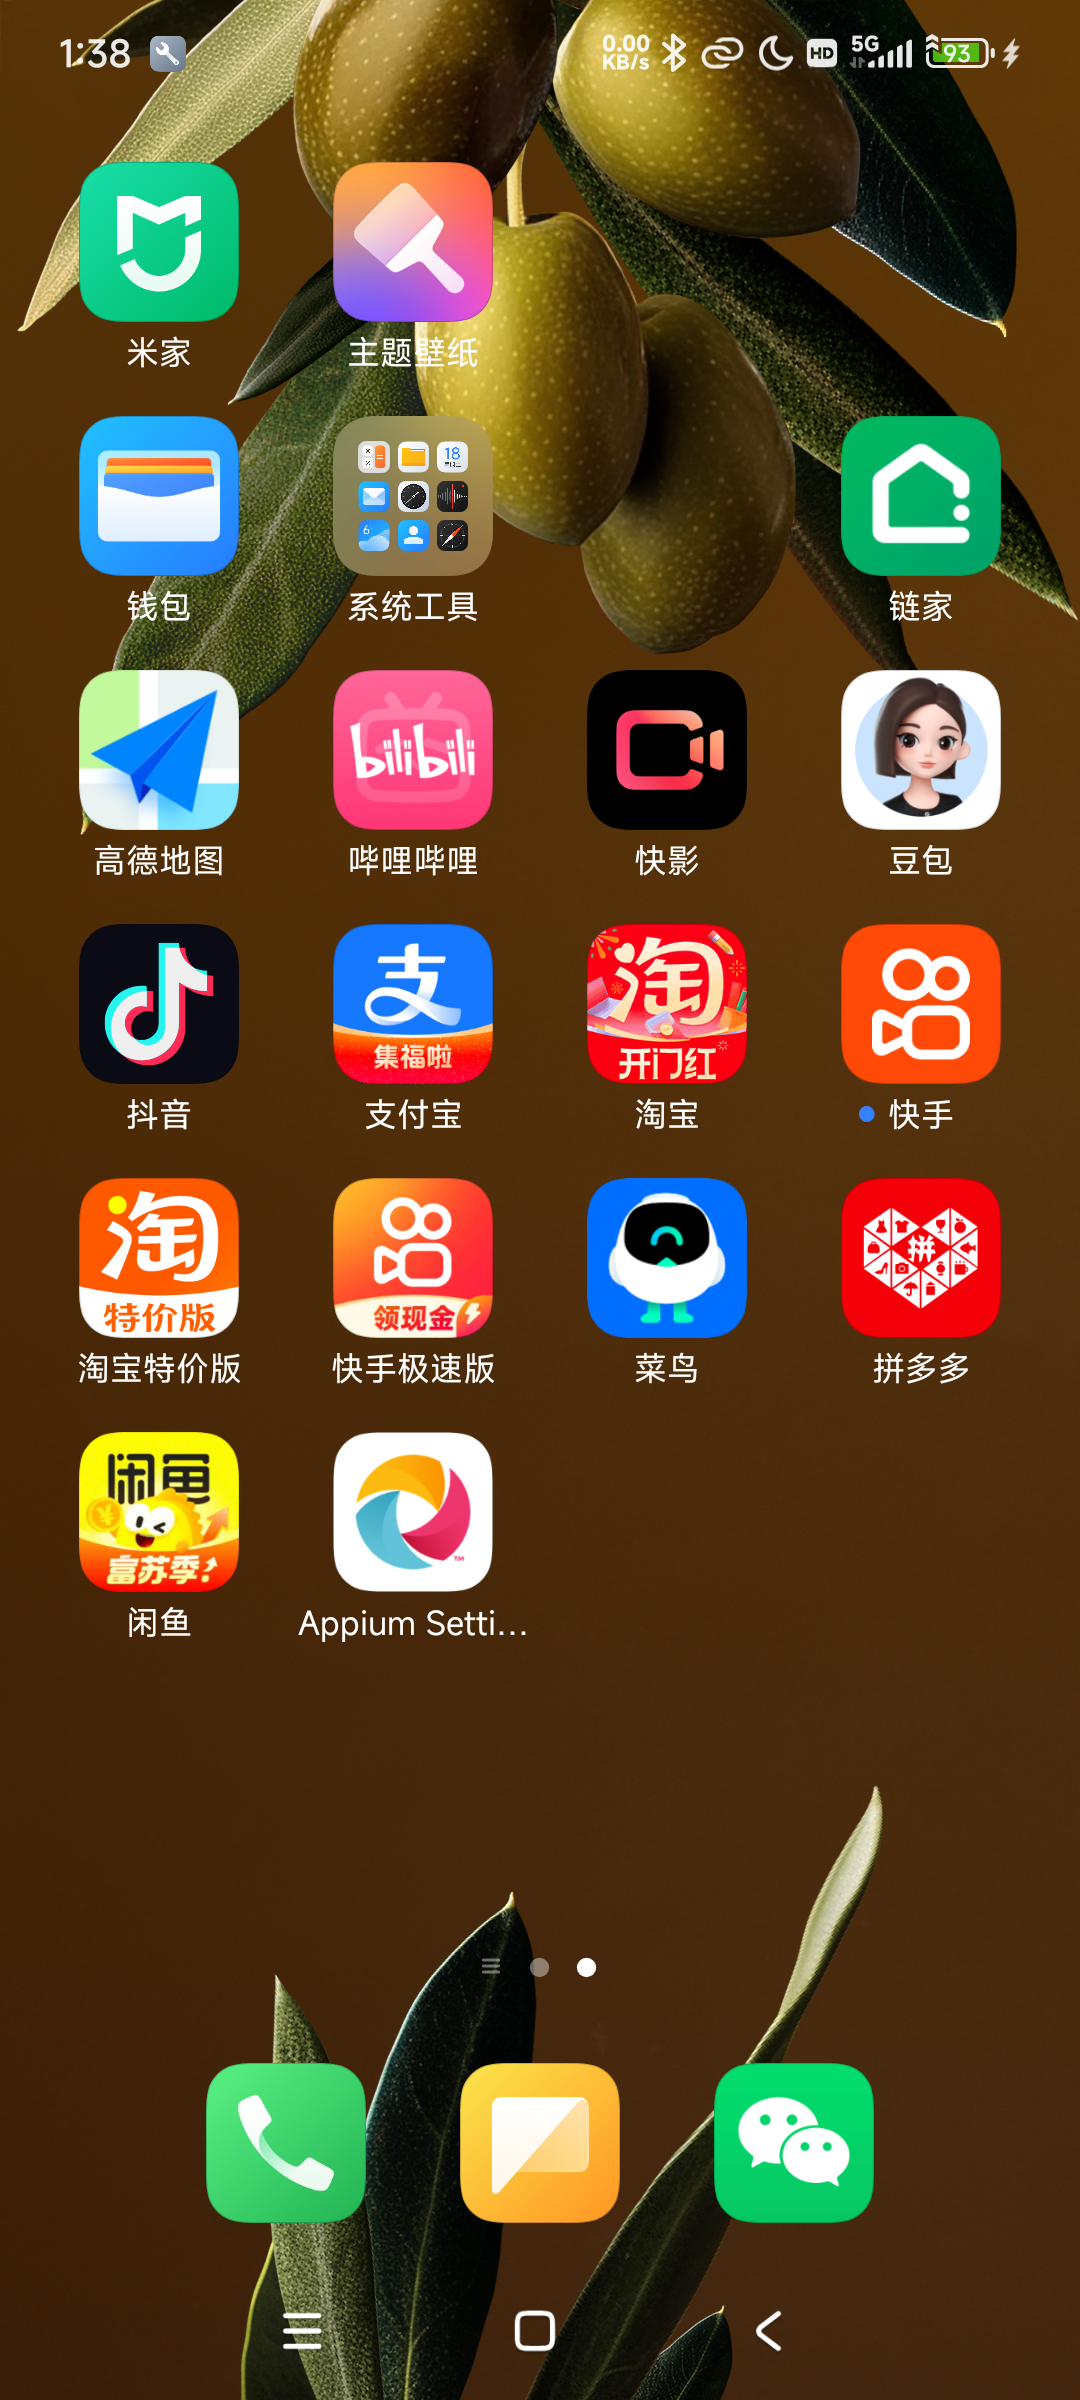 1:38
0.00
KB/s
HD
5G
93
米家
主题壁纸
18
6°
钱包
系统工具
链家
bilibili
高德地图
哔哩哔哩
快影
豆包
支
集福啦
淘
开门红
抖音
支付宝
淘宝
快手
淘
特价版
领现金
拼
淘宝特价版
快手极速版
菜鸟
拼多多
闲鱼
富苏季
TM
闲鱼
Appium Setti...